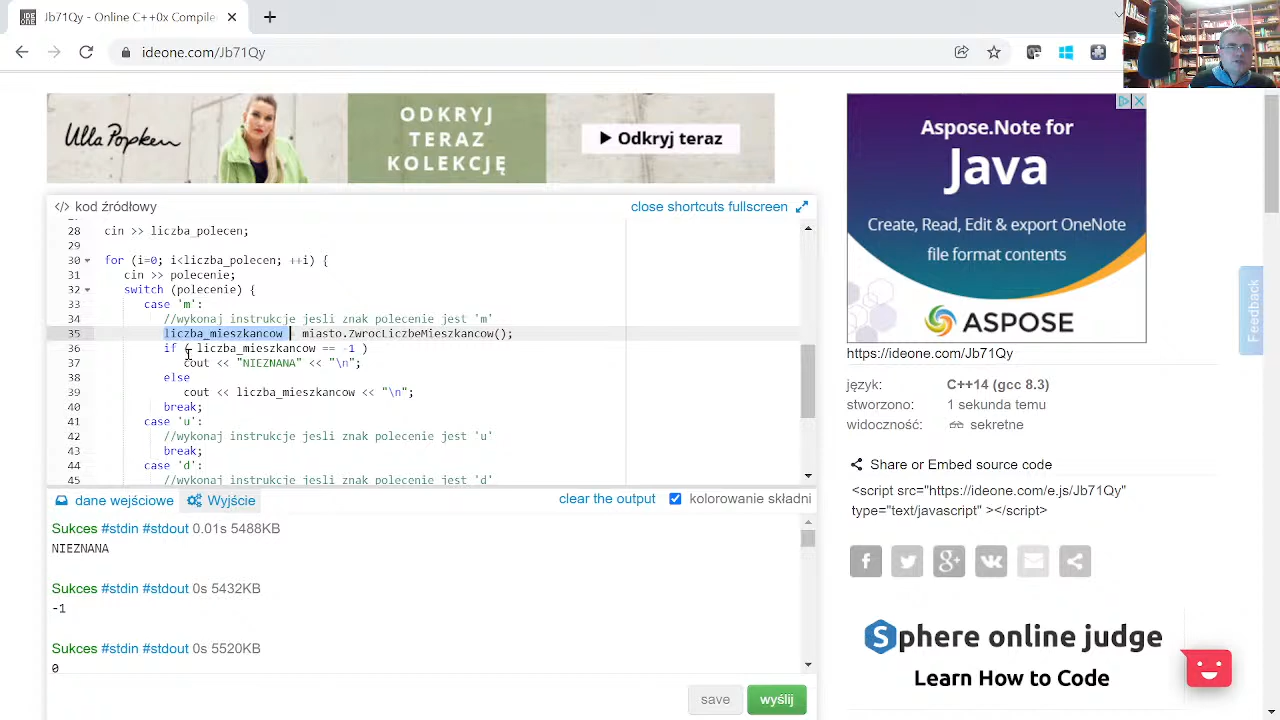 Jb71Qy - Online C++0x Compile
ideone.com/Jb71Qy
Ulla Popken
ODKRYJ
TERAZ
KOLEKCJĘ
Odkryj teraz
Aspose.Note for
Java
Create, Read, Edit & export OneNote
file format contents
ASPOSE
</> kod źródłowy
close shortcuts fullscreen
28 cin >> liczba_polecen;
29
30 for (i=0; i<liczba_polecen; ++i) {
31 cin >> polecenie;
32 switch (polecenie) {
33 case 'm':
34 //wykonaj instrukcje jesli znak polecenie jest 'm'
35 liczba_mieszkancow miasto.ZwrocLiczbeMieszkancow();
36 if ( liczba_mieszkancow == -1 )
37 cout << "NIEZNANA" << "\n";
38 else
39 cout << liczba_mieszkancow << "\n";
40 break;
41 case 'u':
42 //wykonaj instrukcje jesli znak polecenie jest 'u'
43 break;
44 case 'd':
45 //wykonaj instrukcje jesli znak polecenie jest 'd'
dane wejściowe
Wyjście
clear the output
kolorowanie składni
Sukces #stdin #stdout 0.01s 5488KB
NIEZNANA
Sukces #stdin #stdout 0s 5432KB
-1
Sukces #stdin #stdout 0s 5520KB
0
save
wyślij
https://ideone.com/Jb71Qy
język: C++14 (gcc 8.3)
stworzono: 1 sekunda temu
widoczność: sekretne
Share or Embed source code
<script src="https://ideone.com/e.js/Jb71Qy"
type="text/javascript" ></script>
Sphere online judge
Learn How to Code
Feedback